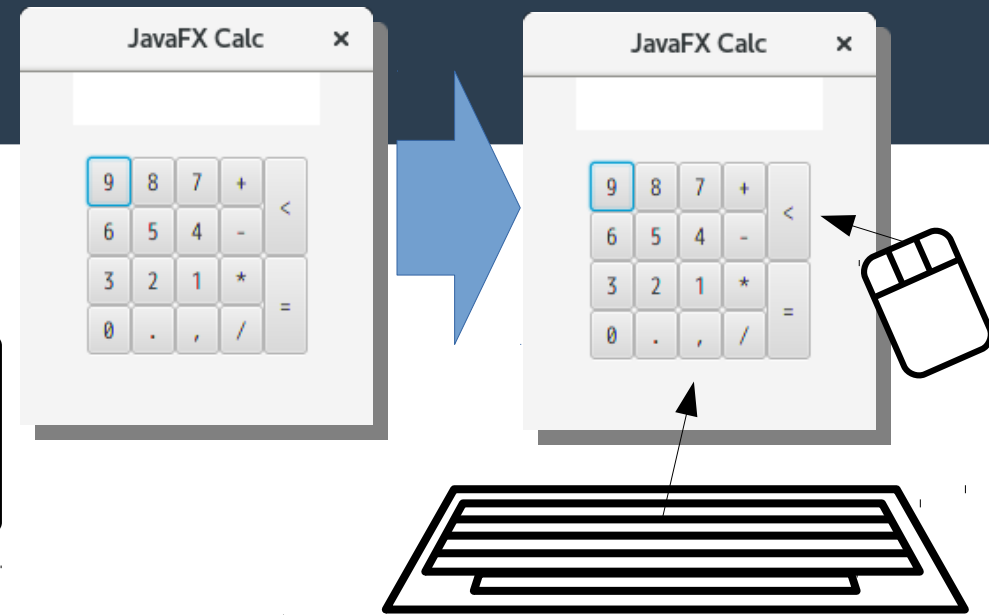 JavaFX Calc ×
9 8 7 + <
6 5 4 -
3 2 1 * =
0 . , /
JavaFX Calc ×
9 8 7 + <
6 5 4 -
3 2 1 * =
0 . , /